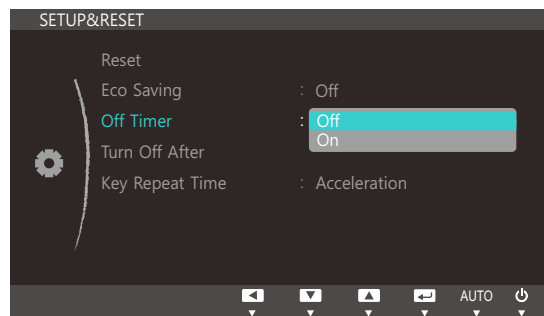 SETUP&RESET
Reset
Eco Saving : Off
Off Timer : Off
On
Turn Off After
Key Repeat Time : Acceleration
AUTO